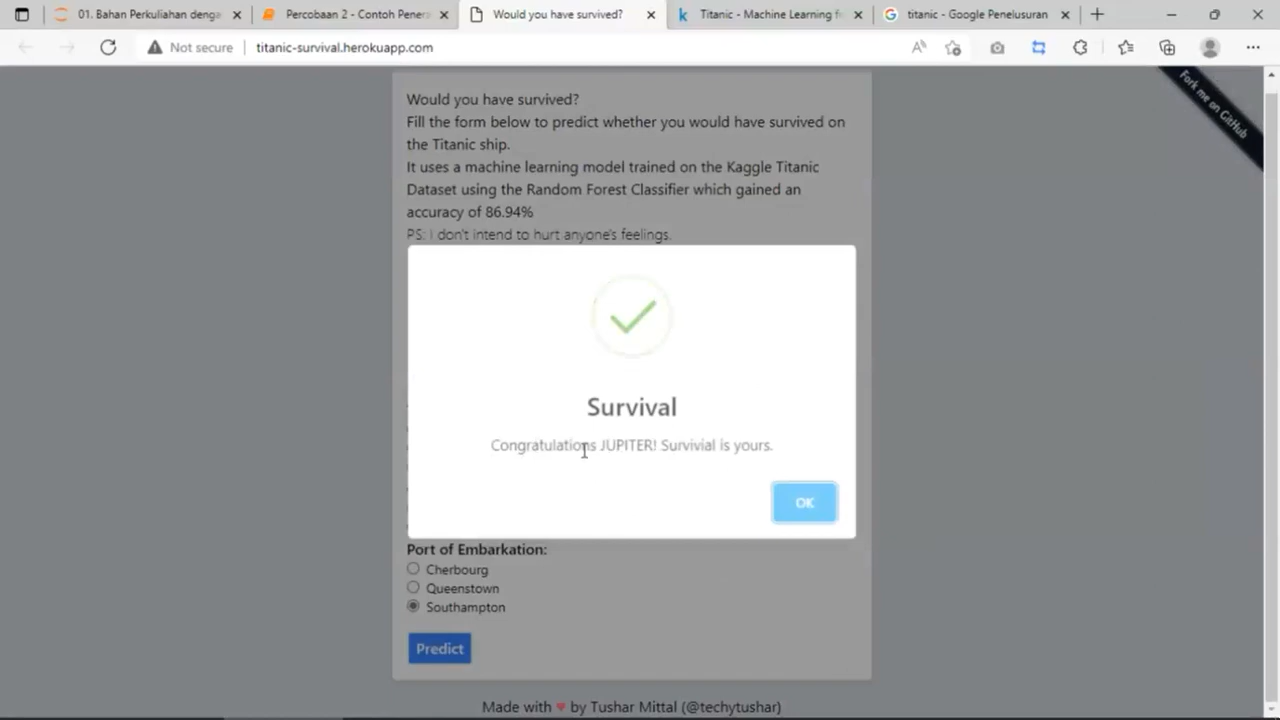 01. Bahan Perkuliahan denga
Percobaan 2 - Contoh Pener
Would you have survived?
Titanic - Machine Learning f
titanic - Google Penelusuran
Not secure
titanic-survival.herokuapp.com
Fork me on GitHub
Would you have survived?
Fill the form below to predict whether you would have survived on
the Titanic ship.
It uses a machine learning model trained on the Kaggle Titanic
Dataset using the Random Forest Classifier which gained an
accuracy of 86.94%
PS: I don't intend to hurt anyone's feelings.
Survival
Congratulations JUPITER! Survivial is yours.
OK
Port of Embarkation:
Cherbourg
Queenstown
Southampton
Predict
Made with ♥ by Tushar Mittal (@techytushar)